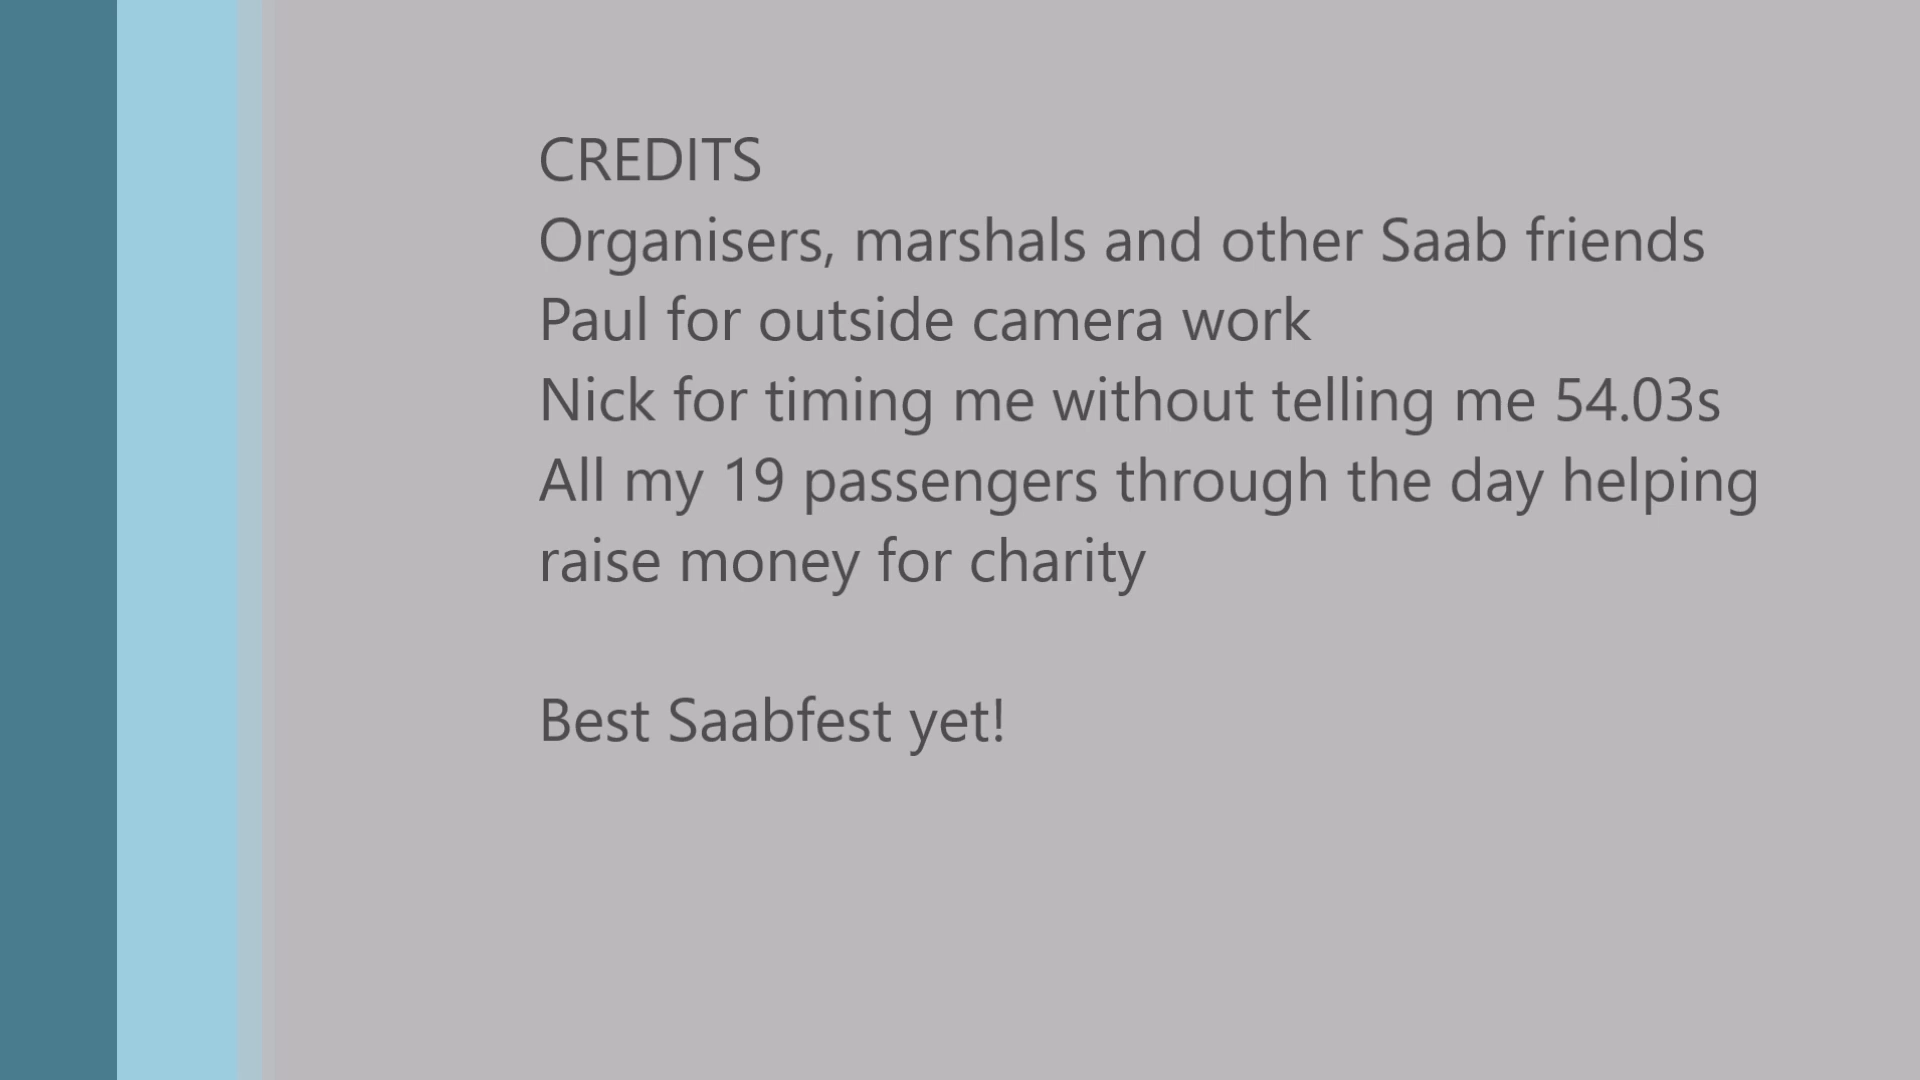 CREDITS
Organisers, marshals and other Saab friends
Paul for outside camera work
Nick for timing me without telling me 54.03s
All my 19 passengers through the day helping
raise money for charity
Best Saabfest yet!